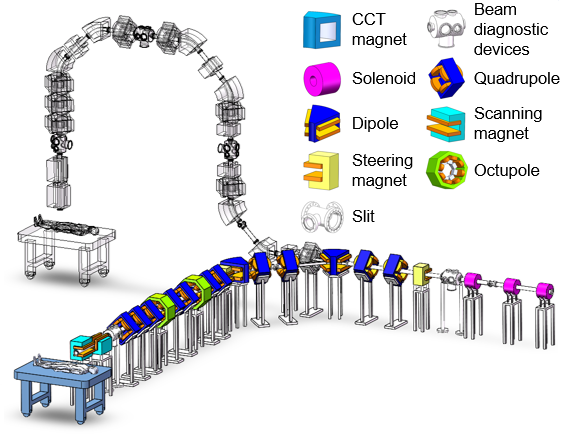 CCT
magnet
Beam
diagnostic
devices
Solenoid
Quadrupole
Dipole
Scanning
magnet
Steering
magnet
Octupole
Slit